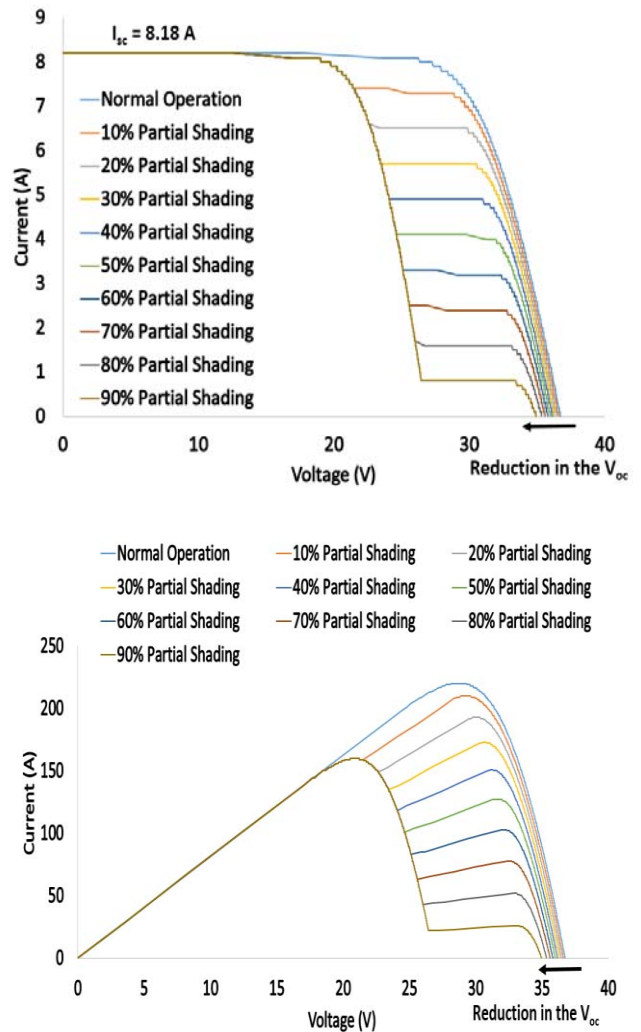 9
I_sc = 8.18 A
8
7
6
5
4
3
2
1
0
Current (A)
Normal Operation
10% Partial Shading
20% Partial Shading
30% Partial Shading
40% Partial Shading
50% Partial Shading
60% Partial Shading
70% Partial Shading
80% Partial Shading
90% Partial Shading
0 10 20 30 40
Voltage (V)
Reduction in the V_oc
Normal Operation 10% Partial Shading 20% Partial Shading
30% Partial Shading 40% Partial Shading 50% Partial Shading
60% Partial Shading 70% Partial Shading 80% Partial Shading
90% Partial Shading
250
200
150
100
50
0
Current (A)
0 5 10 15 20 25 30 35 40
Voltage (V)
Reduction in the V_oc